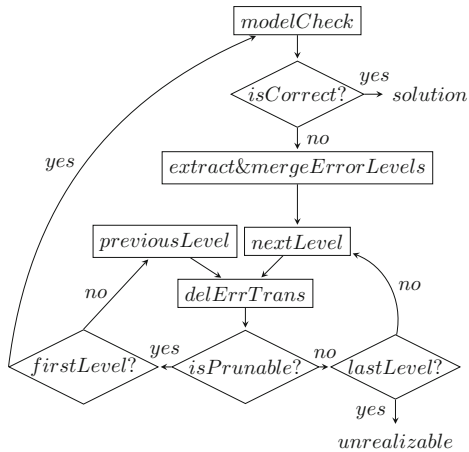 modelCheck
yes
isCorrect?
solution
no
yes
extract&mergeErrorLevels
previousLevel
nextLevel
no
no
delErrTrans
yes
no
firstLevel?
isPrunable?
lastLevel?
yes
unrealizable